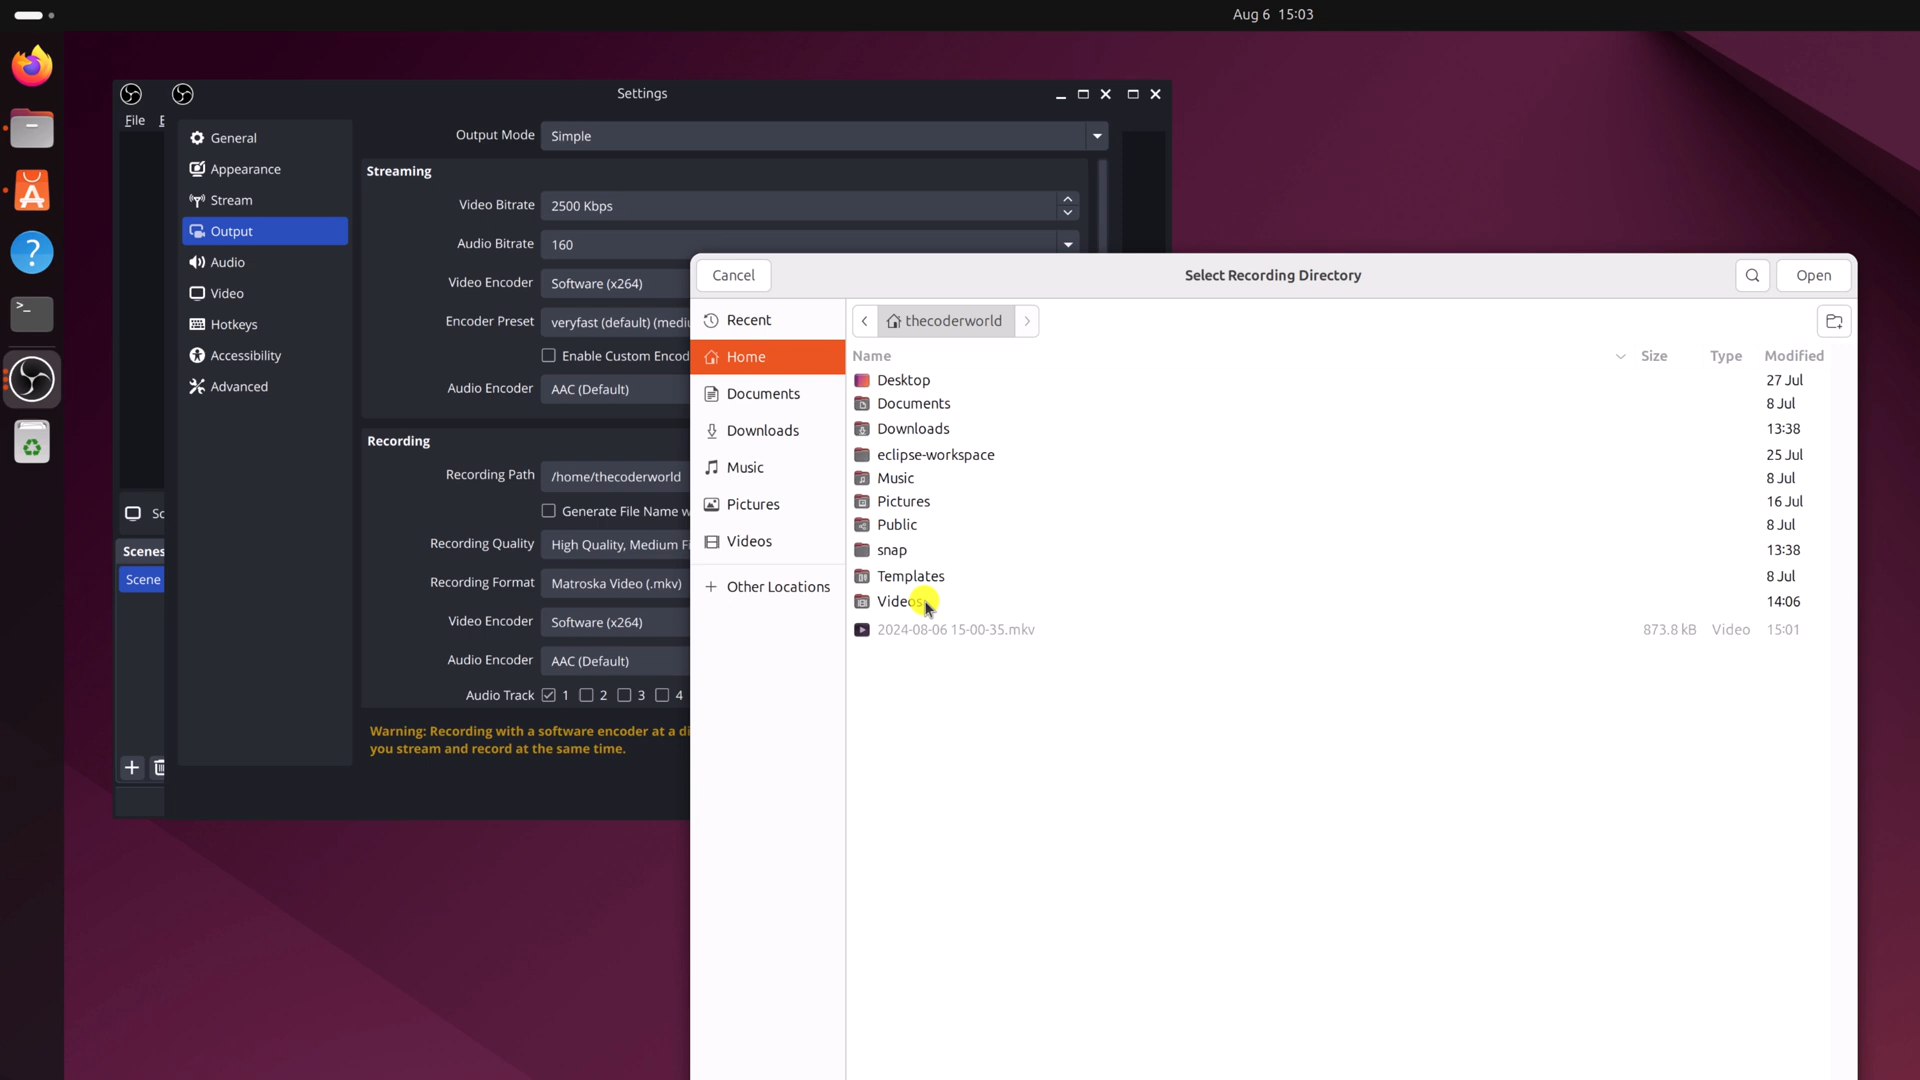 Aug 6 15:03
Settings
File E
General
Appearance
Stream
Output
Audio
Video
Hotkeys
Accessibility
Advanced
Output Mode Simple
Streaming
Video Bitrate 2500 Kbps
Audio Bitrate 160
Video Encoder Software (x264)
Encoder Preset veryfast (default) (medi
Enable Custom Encod
Audio Encoder AAC (Default)
Recording
Recording Path /home/thecoderworld
Generate File Name w
Recording Quality High Quality, Medium Fi
Recording Format Matroska Video (.mkv)
Video Encoder Software (x264)
Audio Encoder AAC (Default)
Audio Track 1 2 3 4
Warning: Recording with a software encoder at a di
you stream and record at the same time.
Sc
Scenes
Scene
Cancel
Select Recording Directory
Open
Recent
Home
Documents
Downloads
Music
Pictures
Videos
+ Other Locations
thecoderworld
Name Size Type Modified
Desktop 27 Jul
Documents 8 Jul
Downloads 13:38
eclipse-workspace 25 Jul
Music 8 Jul
Pictures 16 Jul
Public 8 Jul
snap 13:38
Templates 8 Jul
Videos 14:06
2024-08-06 15-00-35.mkv 873.8 kB Video 15:01